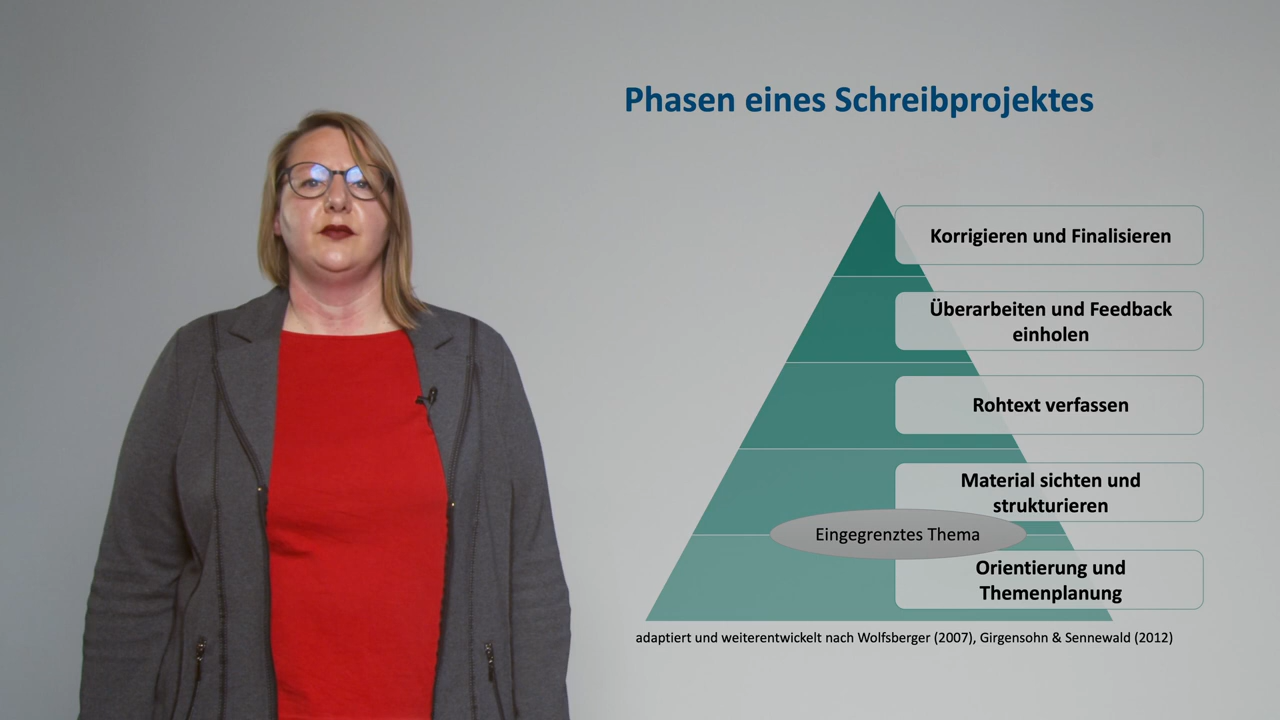 Phasen eines Schreibprojektes
Korrigieren und Finalisieren
Überarbeiten und Feedback
einholen
Rohtext verfassen
Material sichten und
strukturieren
Eingegrenztes Thema
Orientierung und
Themenplanung
adaptiert und weiterentwickelt nach Wolfsberger (2007), Girgensohn & Sennewald (2012)